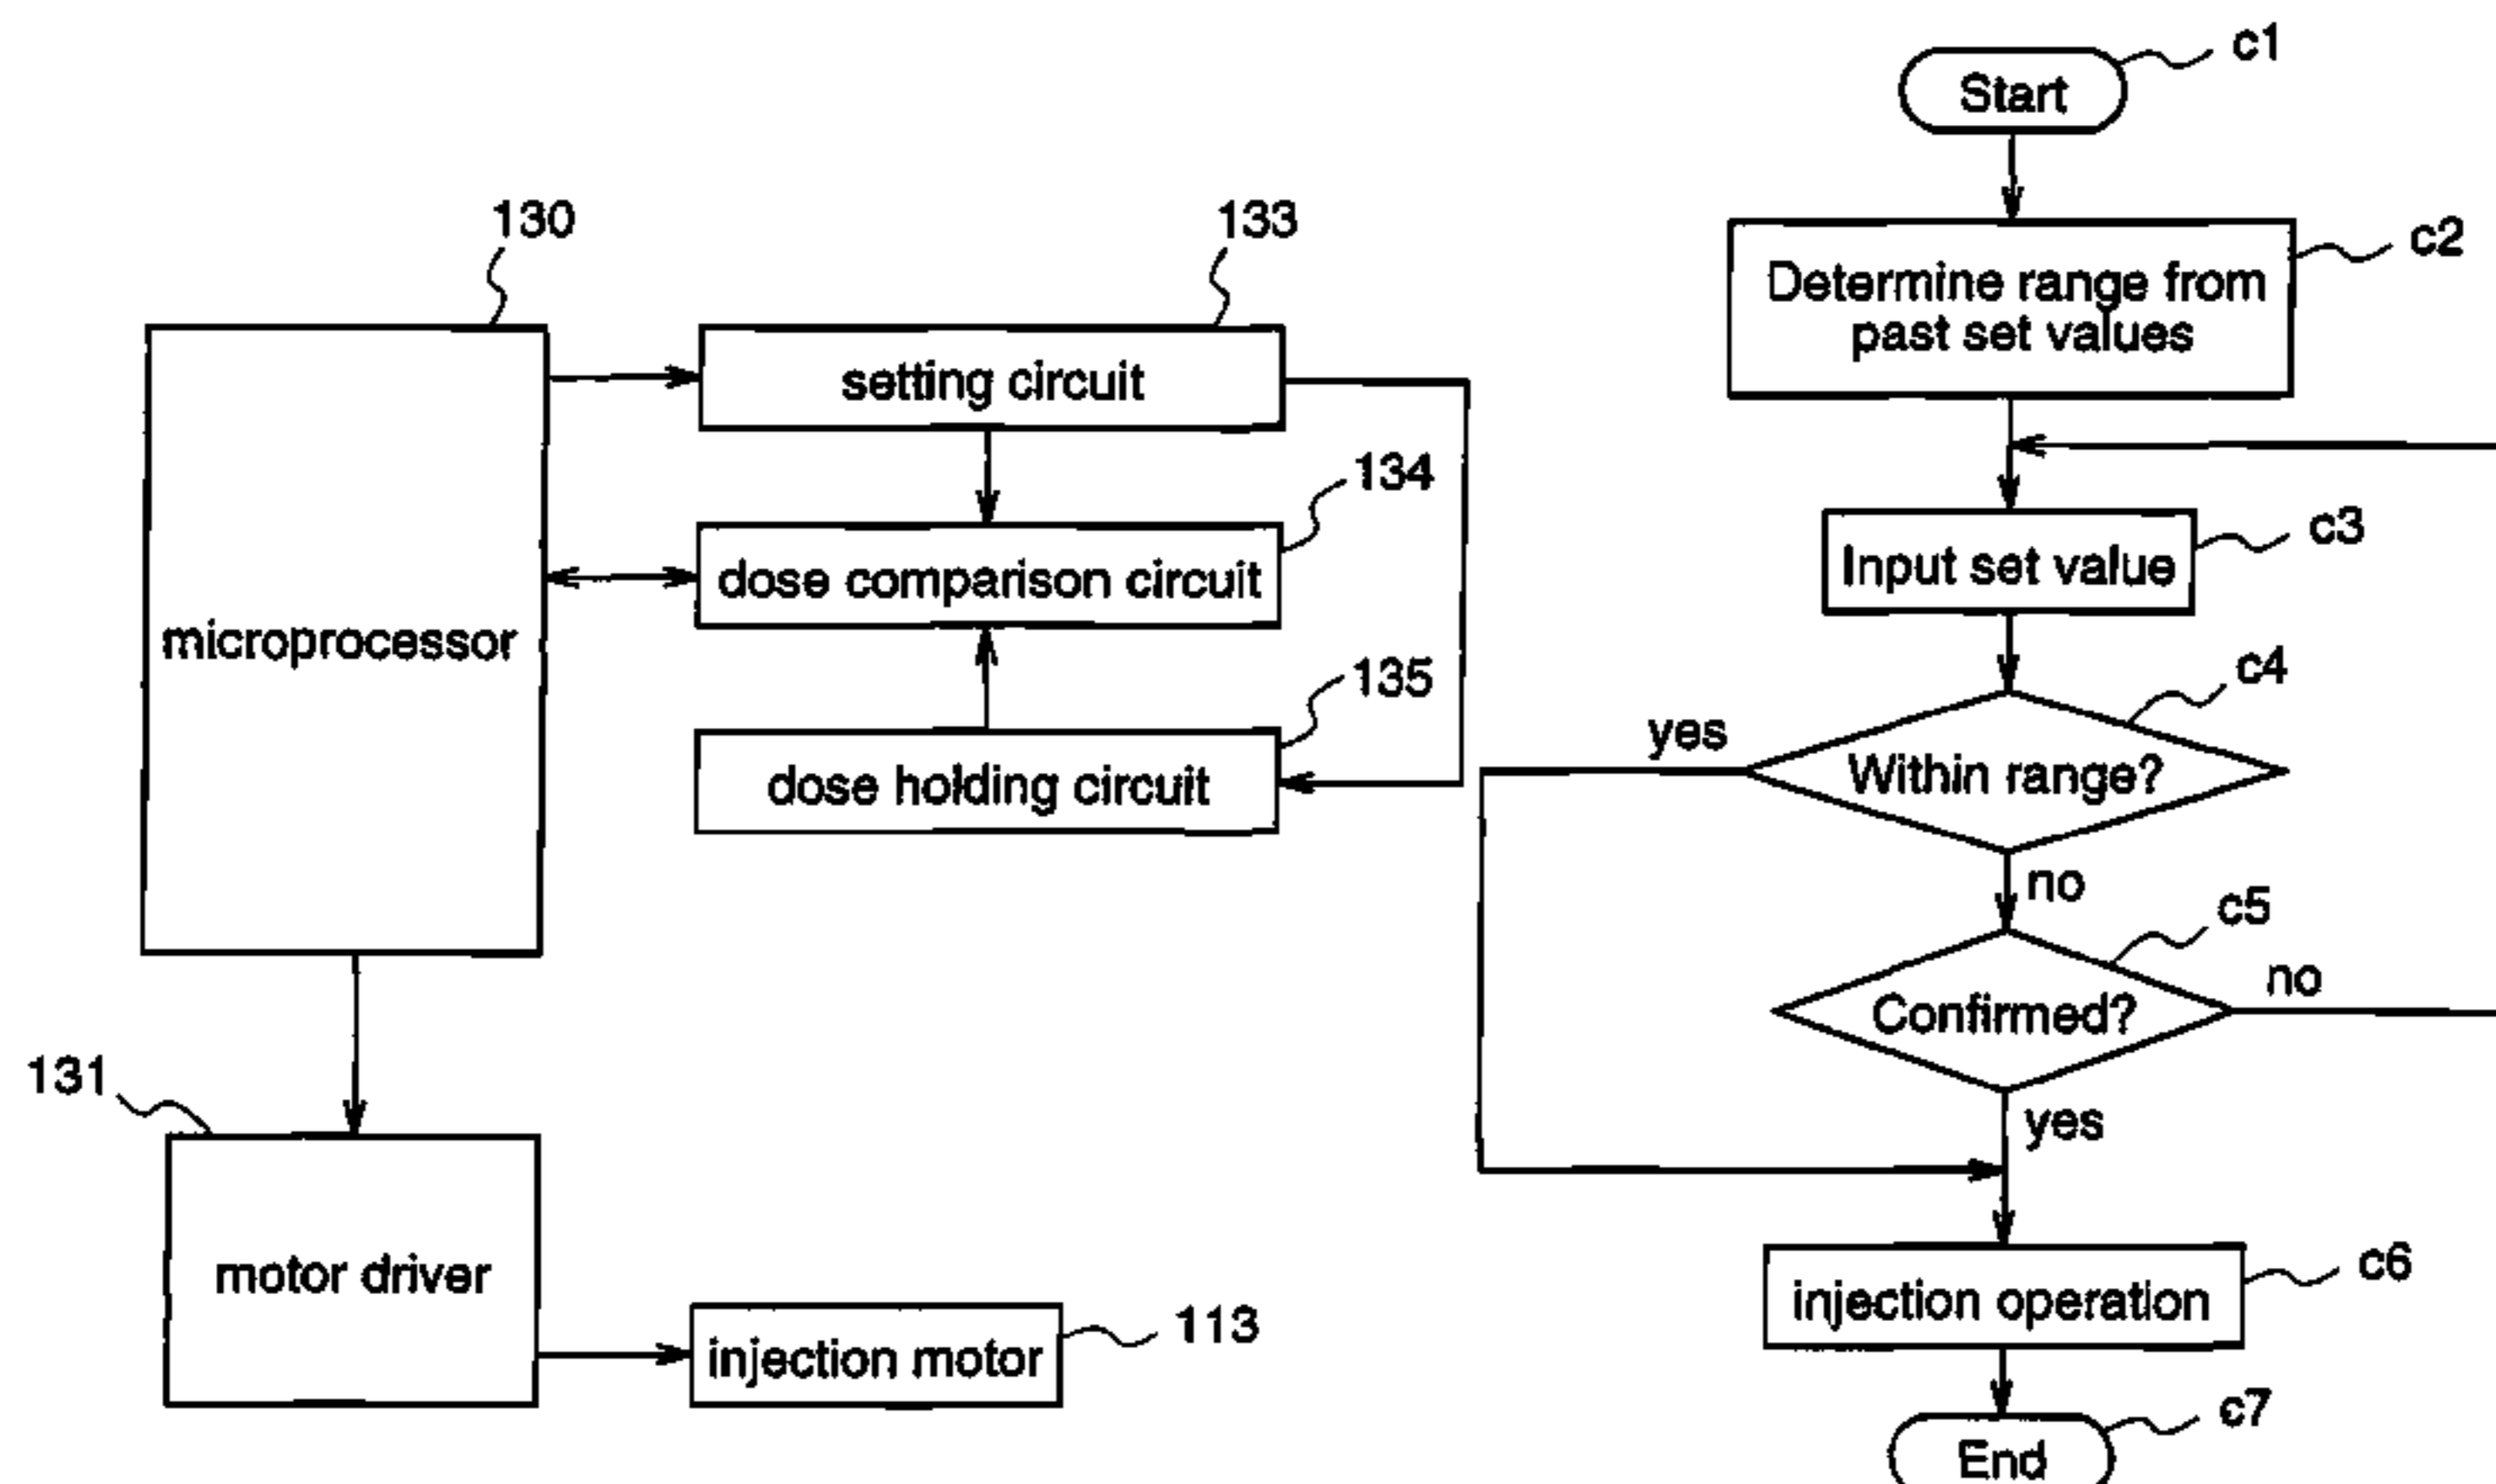 130
133
setting circuit
134
dose comparison circuit
microprocessor
135
dose holding circuit
131
motor driver
injection motor
113
c1
Start
c2
Determine range from
past set values
c3
Input set value
c4
yes
Within range?
no
c5
Confirmed?
no
yes
c6
injection operation
c7
End